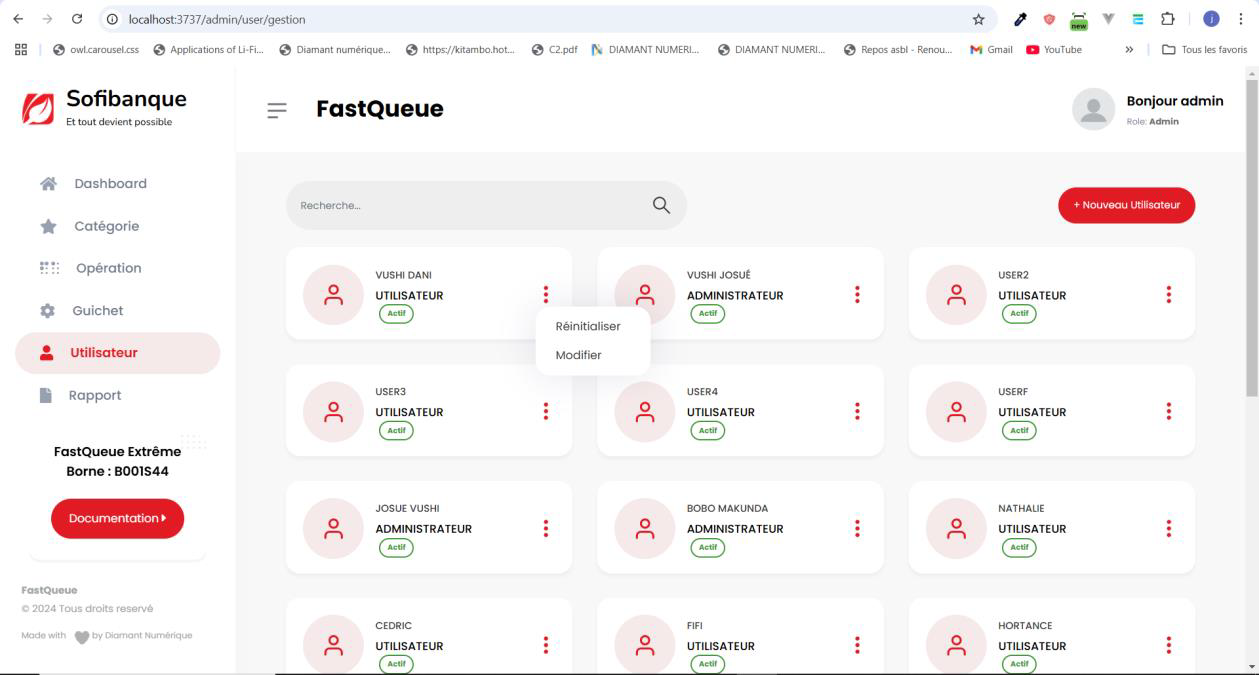 localhost:3737/admin/user/gestion
new
j
owl.carousel.css
Applications of Li-Fi...
Diamant numérique...
https://kitambo.hot...
C2.pdf
DIAMANT NUMERI...
DIAMANT NUMERI...
Repos asbl - Renou...
Gmail
YouTube
»
Tous les favoris
Sofibanque
Et tout devient possible
FastQueue
Bonjour admin
Role: Admin
Dashboard
Catégorie
Opération
Guichet
Utilisateur
Rapport
FastQueue Extrême
Borne : B001S44
Documentation
FastQueue
© 2024 Tous droits reservé
Made with by Diamant Numérique
Recherche...
+ Nouveau Utilisateur
VUSHI DANI
UTILISATEUR
Actif
Réinitialiser
Modifier
VUSHI JOSUÉ
ADMINISTRATEUR
Actif
USER2
UTILISATEUR
Actif
USER3
UTILISATEUR
Actif
USER4
UTILISATEUR
Actif
USERF
UTILISATEUR
Actif
JOSUE VUSHI
ADMINISTRATEUR
Actif
BOBO MAKUNDA
ADMINISTRATEUR
Actif
NATHALIE
UTILISATEUR
Actif
CEDRIC
UTILISATEUR
Actif
FIFI
UTILISATEUR
Actif
HORTANCE
UTILISATEUR
Actif